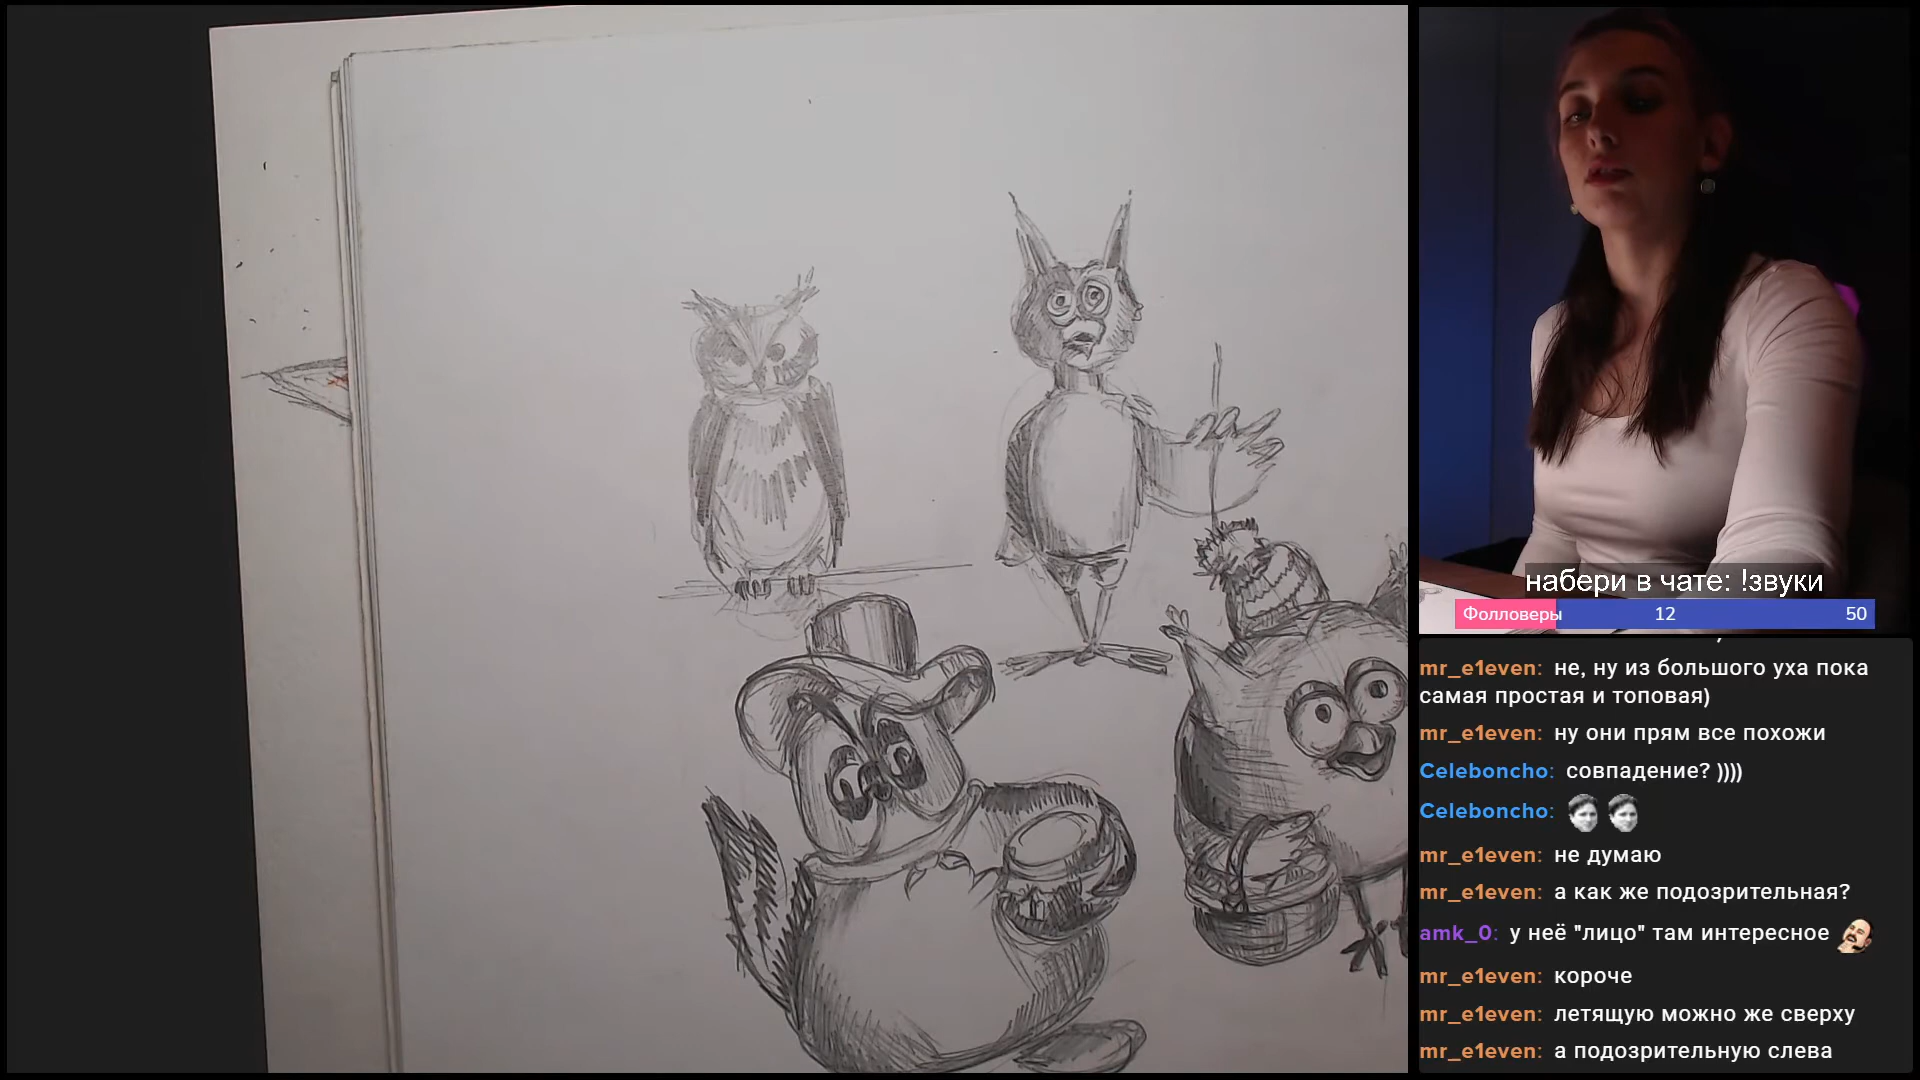 набери в чате: !звуки
Фолловеры 12 50
mr_e1even: не, ну из большого уха пока
самая простая и топовая)
mr_e1even: ну они прям все похожи
Celeboncho: совпадение? ))))
Celeboncho:
mr_e1even: не думаю
mr_e1even: а как же подозрительная?
amk_0: у неё "лицо" там интересное
mr_e1even: короче
mr_e1even: летящую можно же сверху
mr_e1even: а подозрительную слева